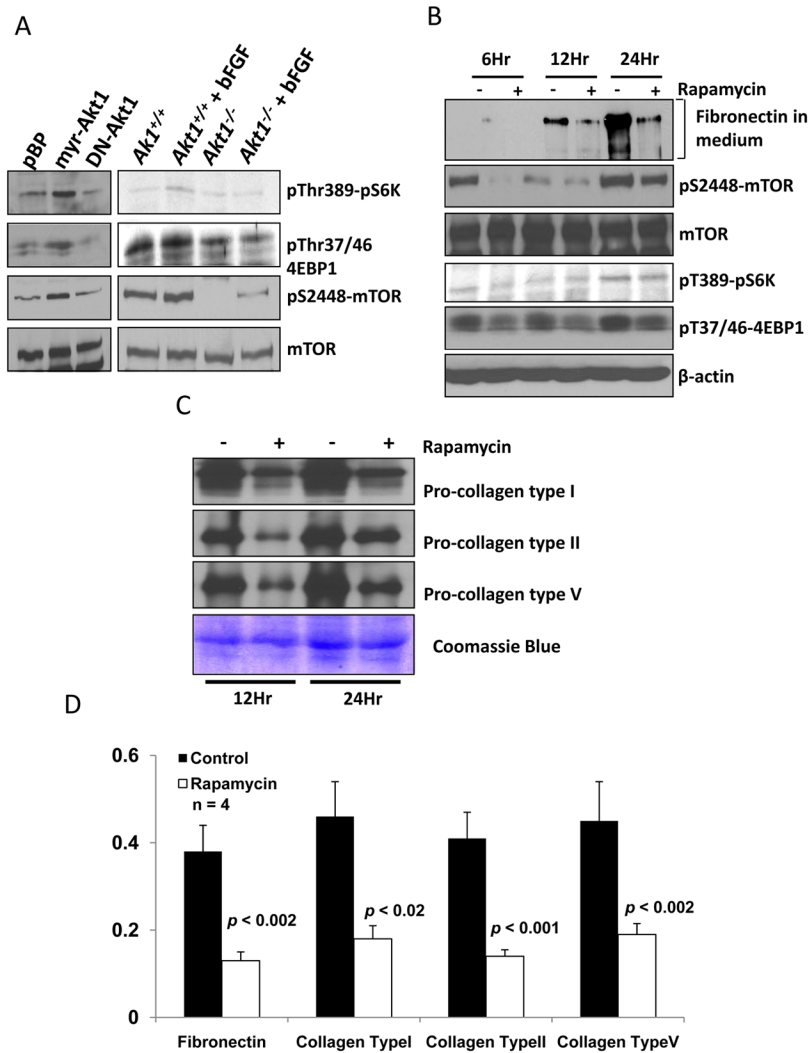 A
pBP
myr-Akt1
DN-Akt1
Ak1+/+
Akt1+/+ + bFGF
Akt1-/-
Akt1-/- + bFGF
pThr389-pS6K
pThr37/46
4EBP1
pS2448-mTOR
mTOR
B
6Hr 12Hr 24Hr
- + - + - + Rapamycin
Fibronectin in
medium
pS2448-mTOR
mTOR
pT389-pS6K
pT37/46-4EBP1
β-actin
C
- + - + Rapamycin
Pro-collagen type I
Pro-collagen type II
Pro-collagen type V
Coomassie Blue
12Hr 24Hr
D
0.6
0.4
0.2
0
Control
Rapamycin
n = 4
p < 0.002
p < 0.02
p < 0.001
p < 0.002
Fibronectin Collagen TypeI Collagen TypeII Collagen TypeV